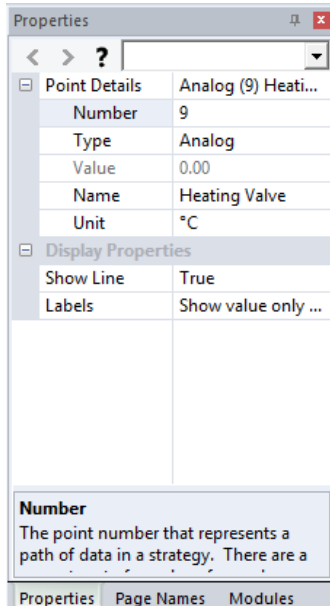 Properties
< > ?
Point Details Analog (9) Heati...
Number 9
Type Analog
Value 0.00
Name Heating Valve
Unit °C
Display Properties
Show Line True
Labels Show value only ...
Number
The point number that represents a
path of data in a strategy. There are a
Properties Page Names Modules